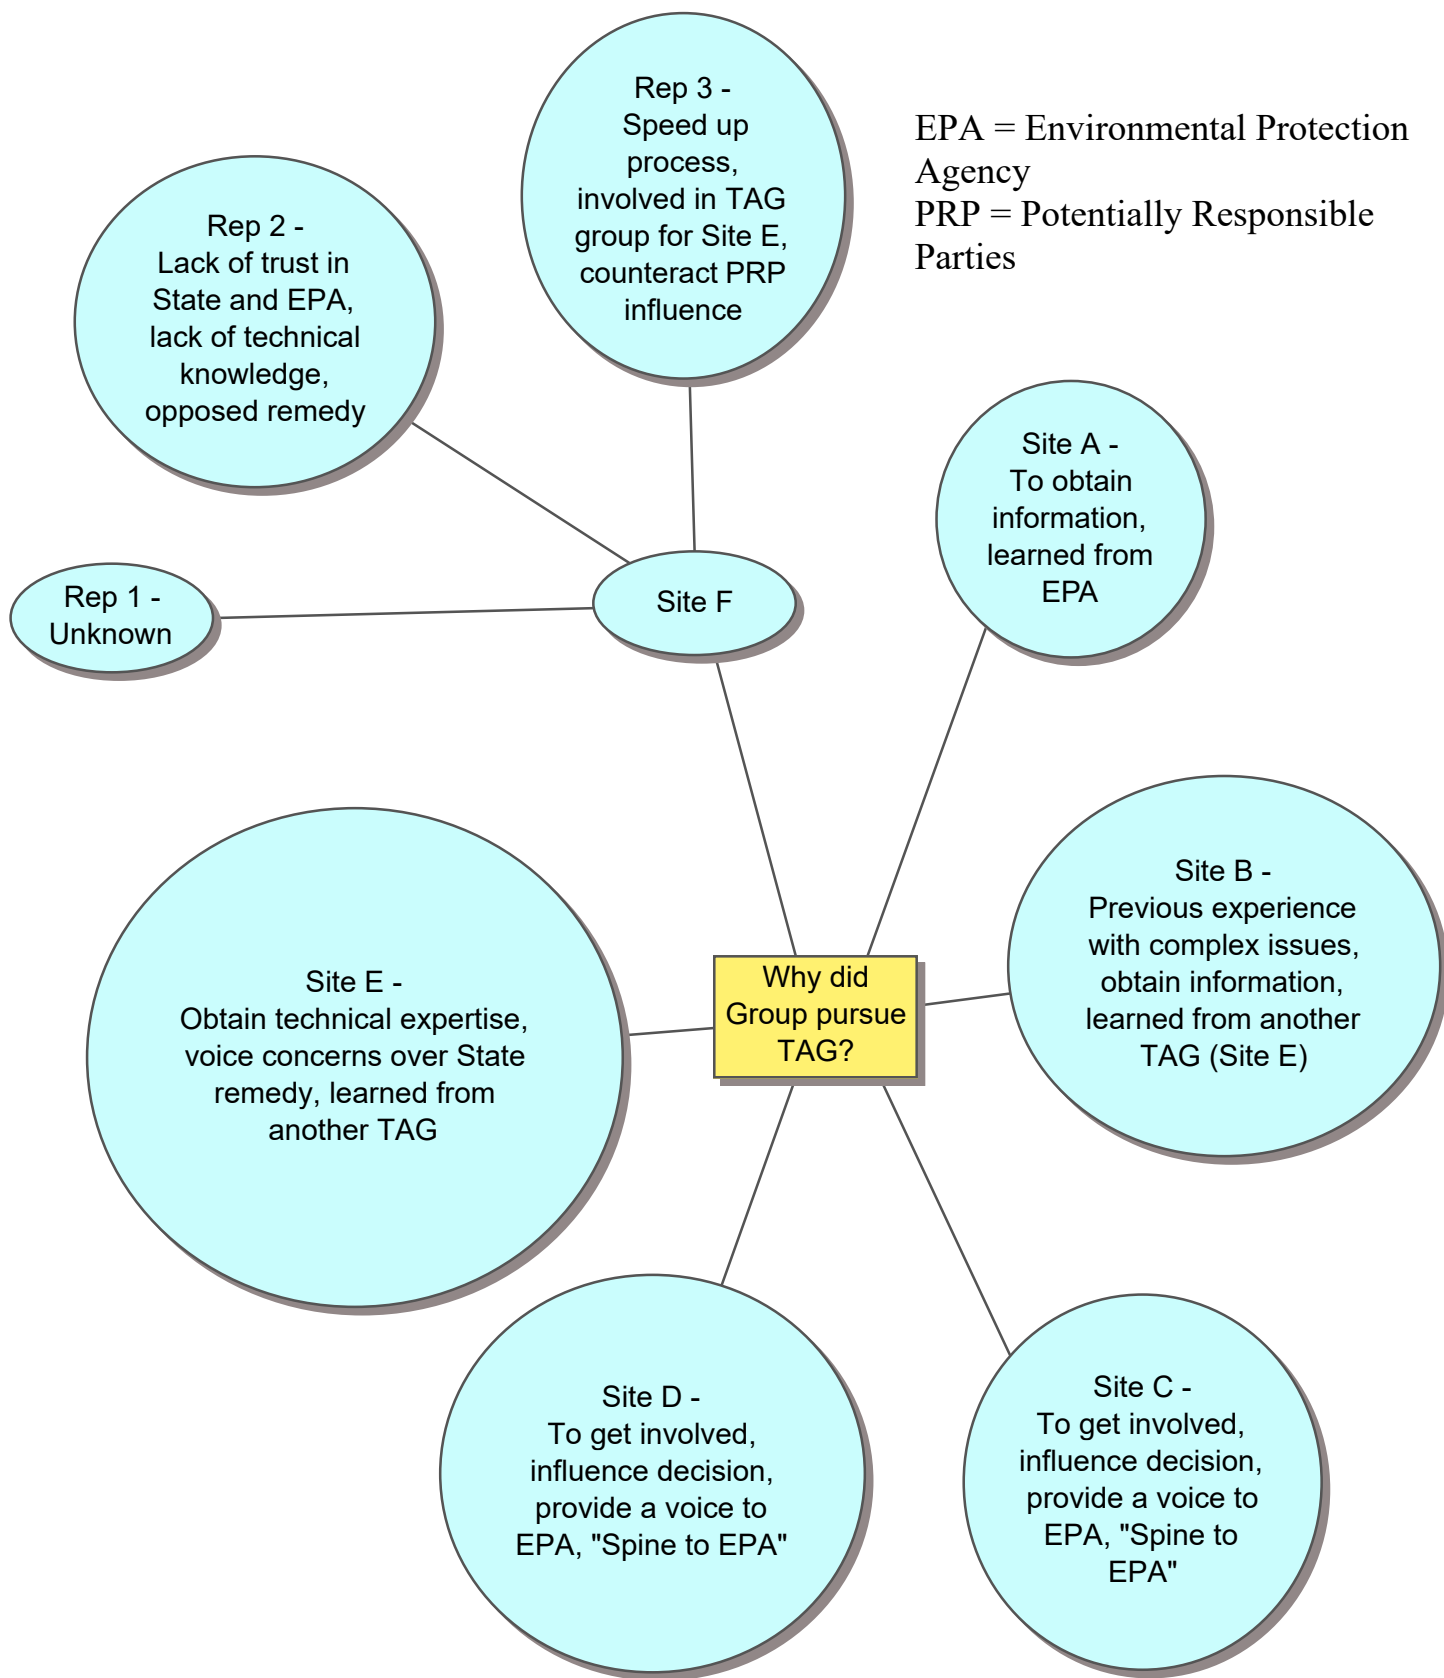 Rep 3 -
Speed up
process,
involved in TAG
group for Site E,
counteract PRP
influence
EPA = Environmental Protection
Agency
PRP = Potentially Responsible
Parties
Rep 2 -
Lack of trust in
State and EPA,
lack of technical
knowledge,
opposed remedy
Site A -
To obtain
information,
learned from
EPA
Rep 1 -
Unknown
Site F
Site B -
Previous experience
with complex issues,
obtain information,
learned from another
TAG (Site E)
Why did
Group pursue
TAG?
Site E -
Obtain technical expertise,
voice concerns over State
remedy, learned from
another TAG
Site D -
To get involved,
influence decision,
provide a voice to
EPA, "Spine to EPA"
Site C -
To get involved,
influence decision,
provide a voice to
EPA, "Spine to
EPA"